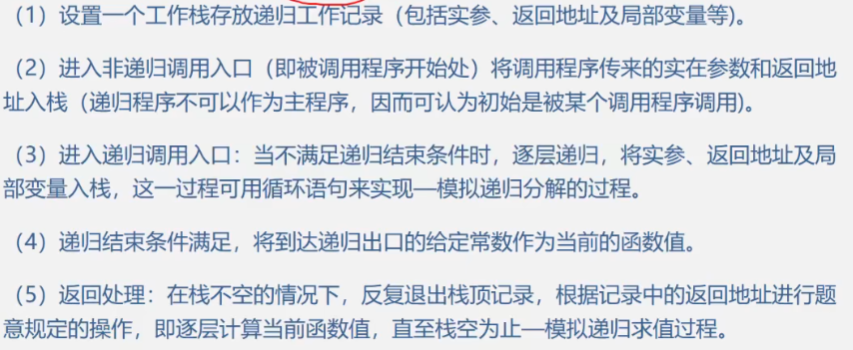 （1）设置一个工作栈存放递归工作记录（包括实参、返回地址及局部变量等）。
（2）进入非递归调用入口（即被调用程序开始处）将调用程序传来的实在参数和返回地
址入栈（递归程序不可以作为主程序，因而可认为初始是被某个调用程序调用)。
（3）进入递归调用入口：当不满足递归结束条件时，逐层递归，将实参、返回地址及局
部变量入栈，这一过程可用循环语句来实现—模拟递归分解的过程。
（4）递归结束条件满足，将到达递归出口的给定常数作为当前的函数值。
（5）返回处理：在栈不空的情况下，反复退出栈顶记录，根据记录中的返回地址进行题
意规定的操作，即逐层计算当前函数值，直至栈空为止—模拟递归求值过程。